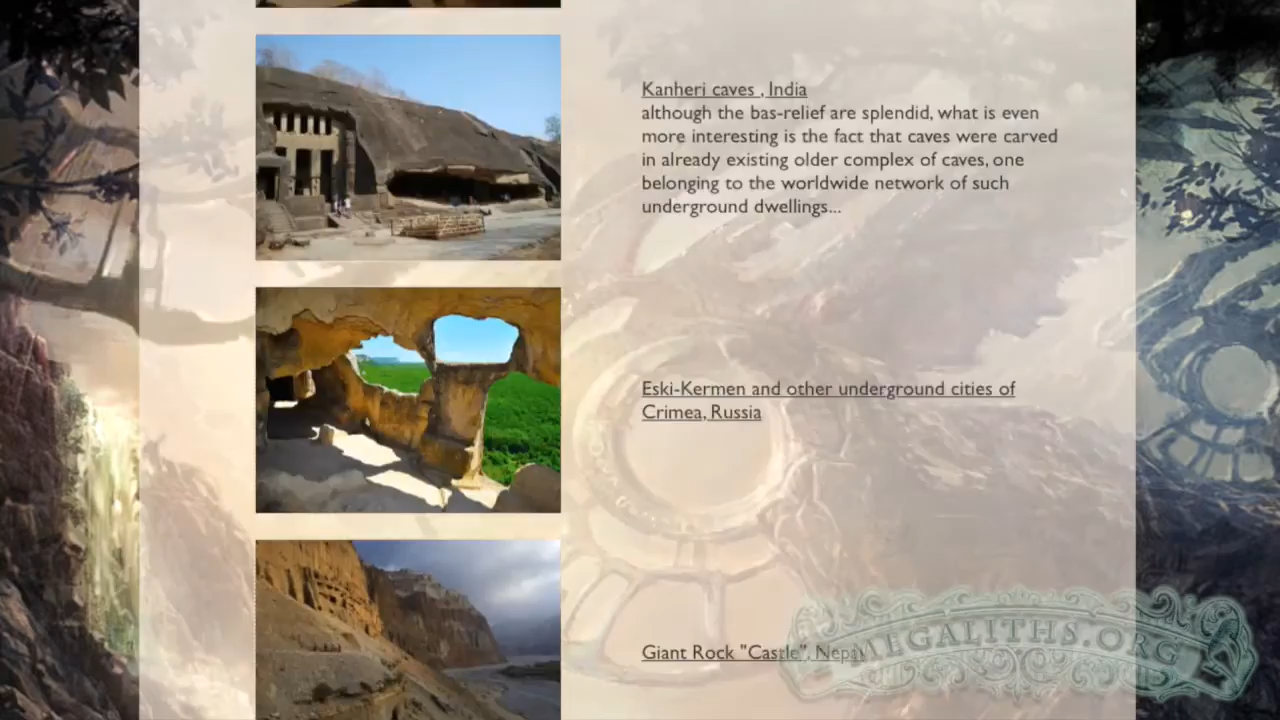 Kanheri caves , India
although the bas-relief are splendid, what is even
more interesting is the fact that caves were carved
in already existing older complex of caves, one
belonging to the worldwide network of such
underground dwellings...
Eski-Kermen and other underground cities of
Crimea, Russia
Giant Rock "Castle", Nepal
MEGALITHS.ORG